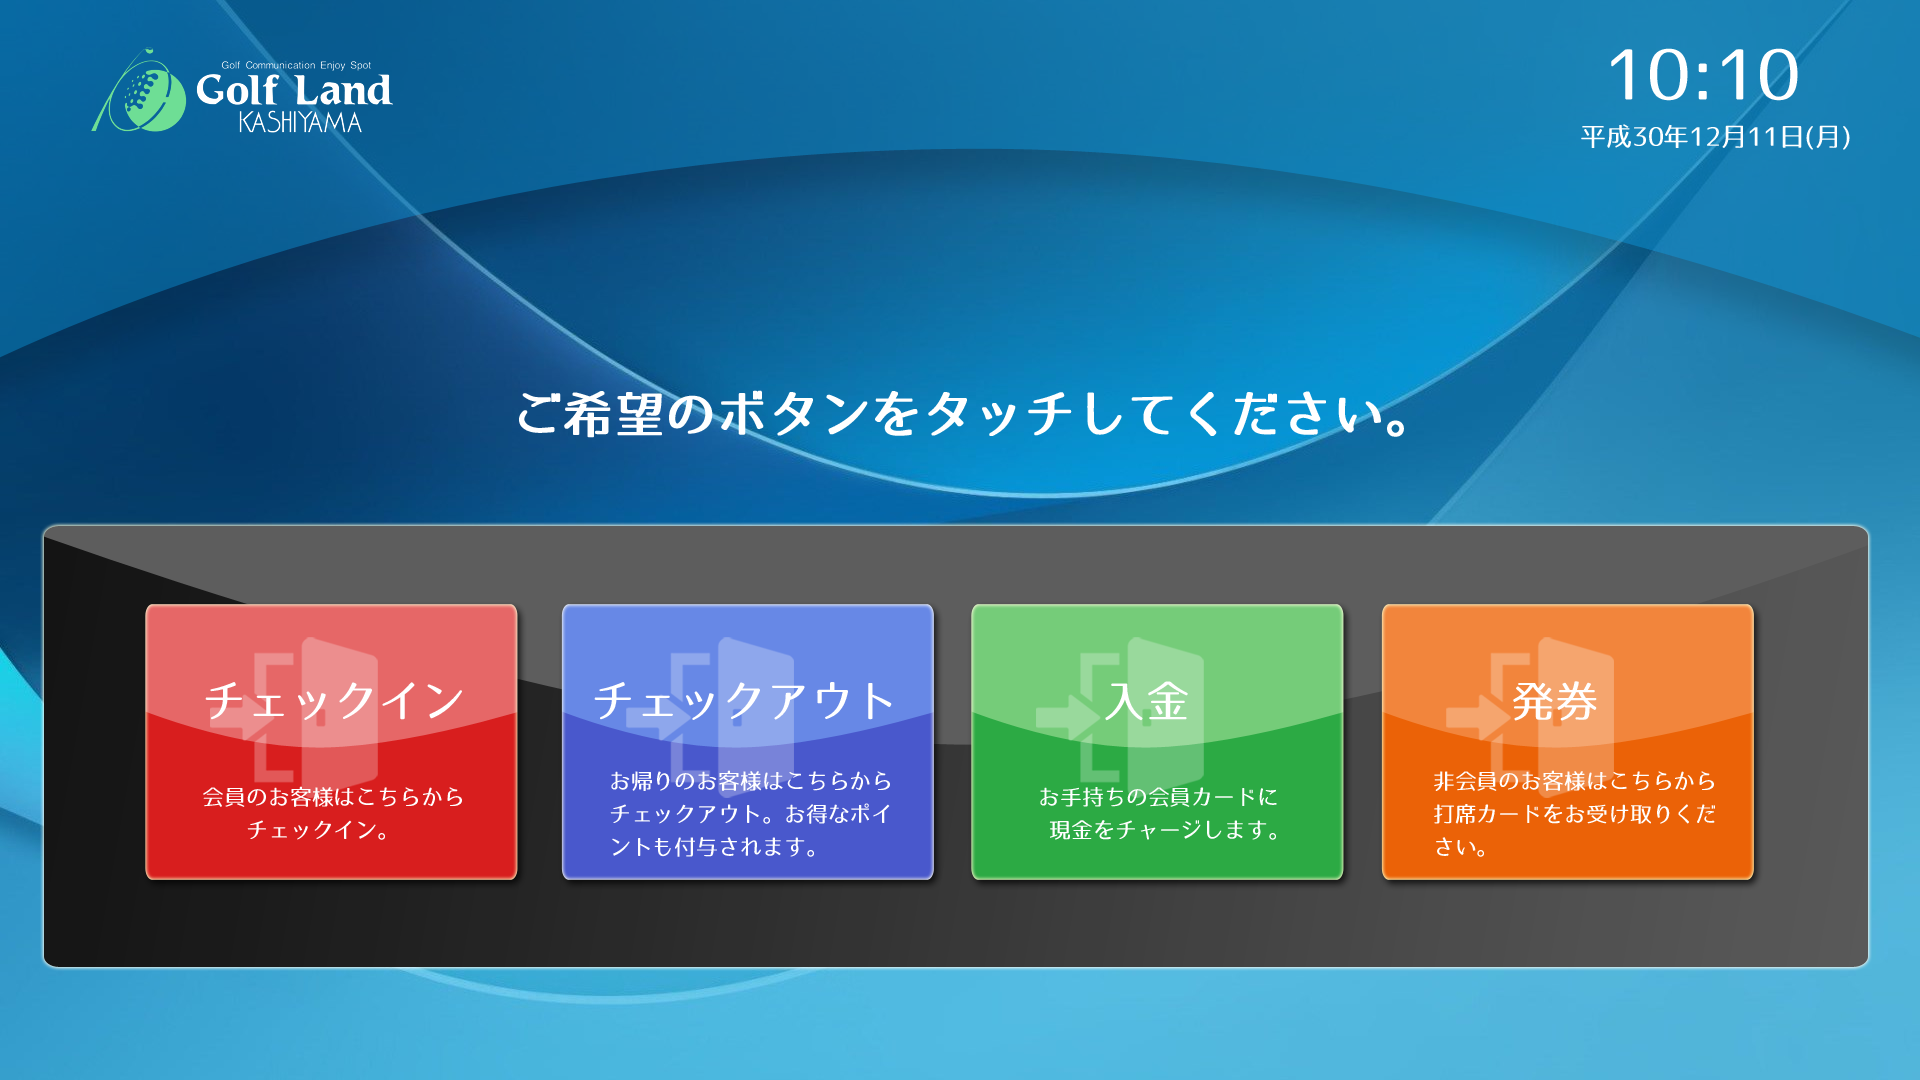 Golf Communication Enjoy Spot
Golf Land
KASHIYAMA
10:10
平成30年12月11日(月)
ご希望のボタンをタッチしてください。
チェックイン
会員のお客様はこちらから
チェックイン。
チェックアウト
お帰りのお客様はこちらから
チェックアウト。お得なポイ
ントも付与されます。
入金
お手持ちの会員カードに
現金をチャージします。
発券
非会員のお客様はこちらから
打席カードをお受け取りくだ
さい。